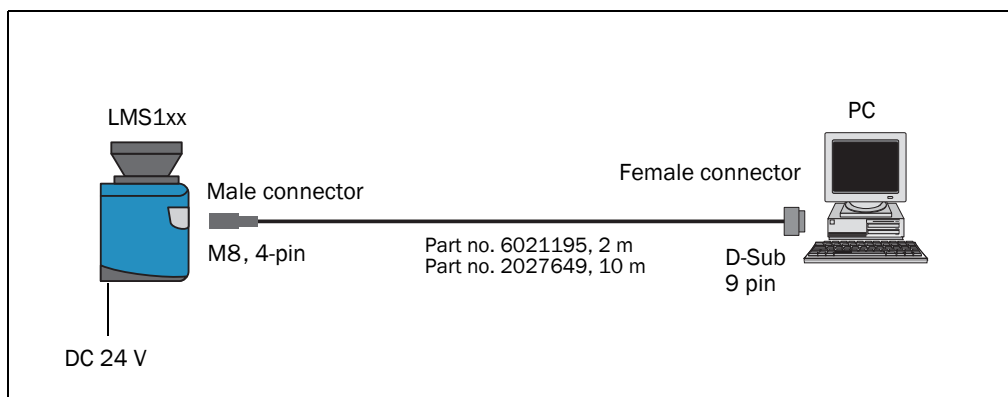 LMS1xx
PC
Male connector
Female connector
M8, 4-pin
Part no. 6021195, 2 m
Part no. 2027649, 10 m
D-Sub
9 pin
DC 24 V